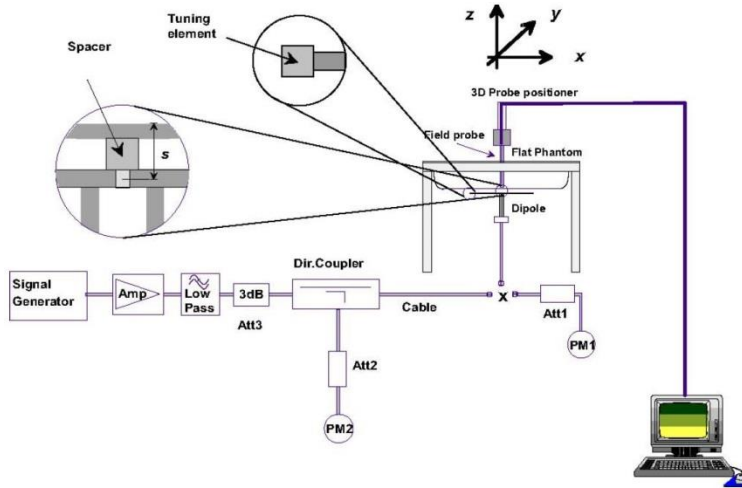 Tuning
element
z
y
x
Spacer
3D Probe positioner
Field probe
Flat Phantom
s
Dipole
Dir.Coupler
Signal
Generator
Amp
Low
Pass
3dB
Att3
Cable
x
Att1
PM1
Att2
PM2